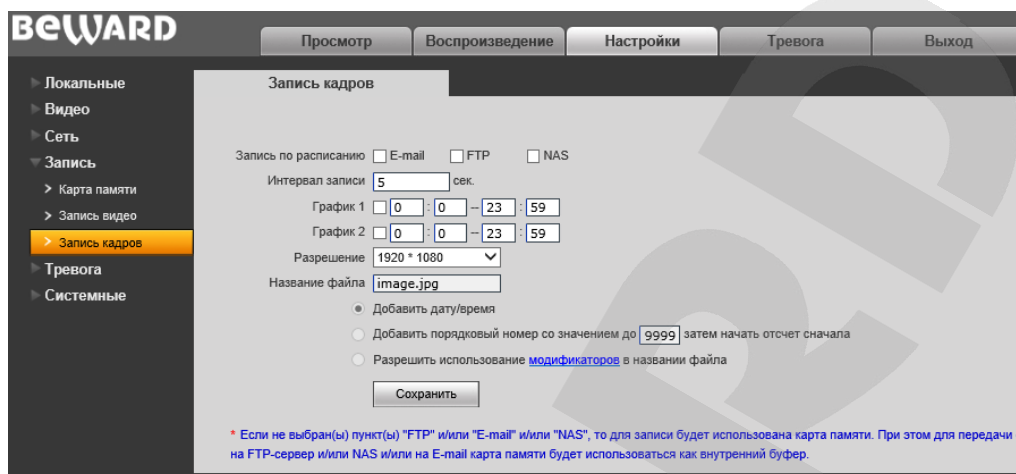 BEWARD
Просмотр Воспроизведение Настройки Тревога Выход
Локальные
Видео
Сеть
Запись
Карта памяти
Запись видео
Запись кадров
Тревога
Системные
Запись кадров
Запись по расписанию E-mail FTP NAS
Интервал записи 5 сек.
График 1 0 : 0 – 23 : 59
График 2 0 : 0 – 23 : 59
Разрешение 1920 * 1080
Название файла image.jpg
Добавить дату/время
Добавить порядковый номер со значением до 9999 затем начать отсчет сначала
Разрешить использование модификаторов в названии файла
Сохранить
* Если не выбран(ы) пункт(ы) "FTP" и/или "E-mail" и/или "NAS", то для записи будет использована карта памяти. При этом для передачи
на FTP-сервер и/или NAS и/или на E-mail карта памяти будет использоваться как внутренний буфер.